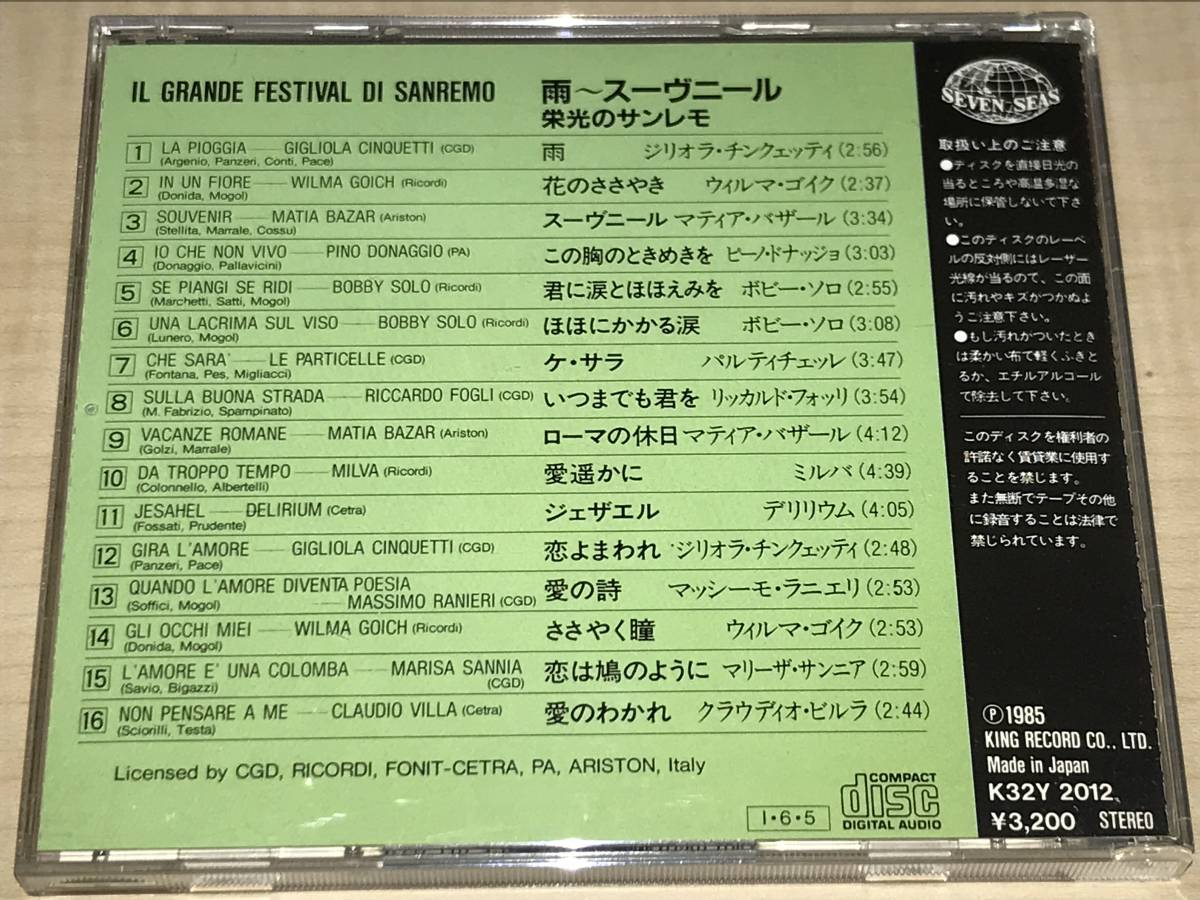 IL GRANDE FESTIVAL DI SANREMO 雨～スーヴニール
栄光のサンレモ
1 LA PIOGGIA — GIGLIOLA CINQUETTI (CGD) 雨 ジリオラ・チンクェッティ (2:56)
(Argenio, Panzeri, Conti, Pace)
2 IN UN FIORE — WILMA GOICH (Ricordi) 花のささやき ウィルマ・ゴイク (2:37)
(Donida, Mogol)
3 SOUVENIR — MATIA BAZAR (Ariston) スーヴニール マティア・バザール (3:34)
(Stellita, Marrale, Cossu)
4 IO CHE NON VIVO — PINO DONAGGIO (PA) この胸のときめきを ピーノ・ドナッジョ (3:03)
(Donaggio, Pallavicini)
5 SE PIANGI SE RIDI — BOBBY SOLO (Ricordi) 君に涙とほほえみを ボビー・ソロ (2:55)
(Marchetti, Satti, Mogol)
6 UNA LACRIMA SUL VISO — BOBBY SOLO (Ricordi) ほほにかかる涙 ボビー・ソロ (3:08)
(Lunero, Mogol)
7 CHE SARA' — LE PARTICELLE (CGD) ケ・サラ パルティチェッレ (3:47)
(Fontana, Pes, Migliacci)
8 SULLA BUONA STRADA — RICCARDO FOGLI (CGD) いつまでも君を リッカルド・フォッリ (3:54)
(M. Fabrizio, Spampinato)
9 VACANZE ROMANE — MATIA BAZAR (Ariston) ローマの休日 マティア・バザール (4:12)
(Golzi, Marrale)
10 DA TROPPO TEMPO — MILVA (Ricordi) 愛遥かに ミルバ (4:39)
(Colonnello, Albertelli)
11 JESAHEL — DELIRIUM (Cetra) ジェザエル デリリウム (4:05)
(Fossati, Prudente)
12 GIRA L'AMORE — GIGLIOLA CINQUETTI (CGD) 恋よまわれ ジリオラ・チンクェッティ (2:48)
(Panzeri, Pace)
13 QUANDO L'AMORE DIVENTA POESIA 愛の詩 マッシーモ・ラニエリ (2:53)
(Soffici, Mogol) — MASSIMO RANIERI (CGD)
14 GLI OCCHI MIEI — WILMA GOICH (Ricordi) ささやく瞳 ウィルマ・ゴイク (2:53)
(Donida, Mogol)
15 L'AMORE E' UNA COLOMBA — MARISA SANNIA 恋は鳩のように マリーザ・サンニア (2:59)
(Savio, Bigazzi) (CGD)
16 NON PENSARE A ME — CLAUDIO VILLA (Cetra) 愛のわかれ クラウディオ・ビルラ (2:44)
(Sciorilli, Testa)
Licensed by CGD, RICORDI, FONIT-CETRA, PA, ARISTON, Italy
I・6・5
COMPACT
disc
DIGITAL AUDIO
SEVEN SEAS
取扱い上のご注意
●ディスクを直接日光の
当るところや高温多湿な
場所に保管しないで下さ
い。
●このディスクのレーベ
ルの反対側にはレーザー
光線が当るので、この面
に汚れやキズがつかぬよ
うご注意下さい。
●もし汚れがついたとき
は柔かい布で軽くふきと
るか、エチルアルコール
で除去して下さい。
このディスクを権利者の
許諾なく賃貸業に使用す
ることを禁じます。
また無断でテープその他
に録音することは法律で
禁じられています。
Ⓟ1985
KING RECORD CO., LTD.
Made in Japan
K32Y 2012
¥3,200 STEREO